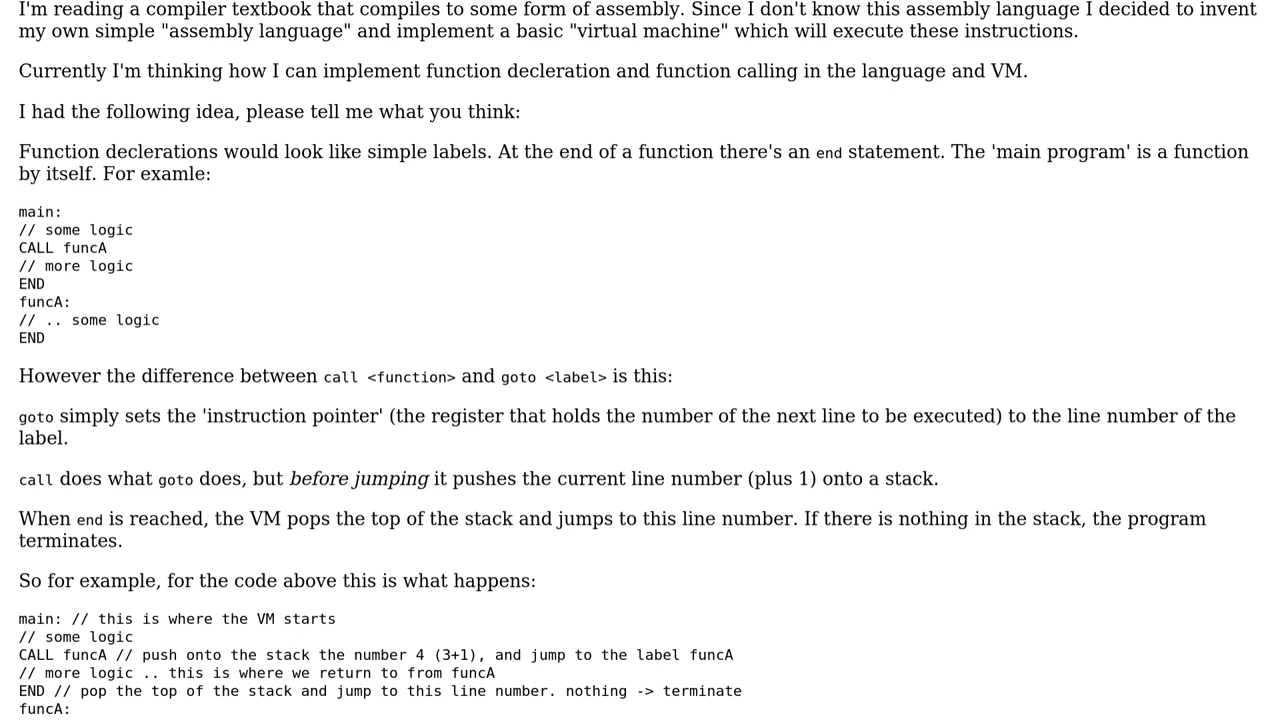 I'm reading a compiler textbook that compiles to some form of assembly. Since I don't know this assembly language I decided to invent
my own simple "assembly language" and implement a basic "virtual machine" which will execute these instructions.
Currently I'm thinking how I can implement function decleration and function calling in the language and VM.
I had the following idea, please tell me what you think:
Function declerations would look like simple labels. At the end of a function there's an end statement. The 'main program' is a function
by itself. For examle:
main:
// some logic
CALL funcA
// more logic
END
funcA:
// .. some logic
END
However the difference between call <function> and goto <label> is this:
goto simply sets the 'instruction pointer' (the register that holds the number of the next line to be executed) to the line number of the
label.
call does what goto does, but before jumping it pushes the current line number (plus 1) onto a stack.
When end is reached, the VM pops the top of the stack and jumps to this line number. If there is nothing in the stack, the program
terminates.
So for example, for the code above this is what happens:
main: // this is where the VM starts
// some logic
CALL funcA // push onto the stack the number 4 (3+1), and jump to the label funcA
// more logic .. this is where we return to from funcA
END // pop the top of the stack and jump to this line number. nothing -> terminate
funcA: